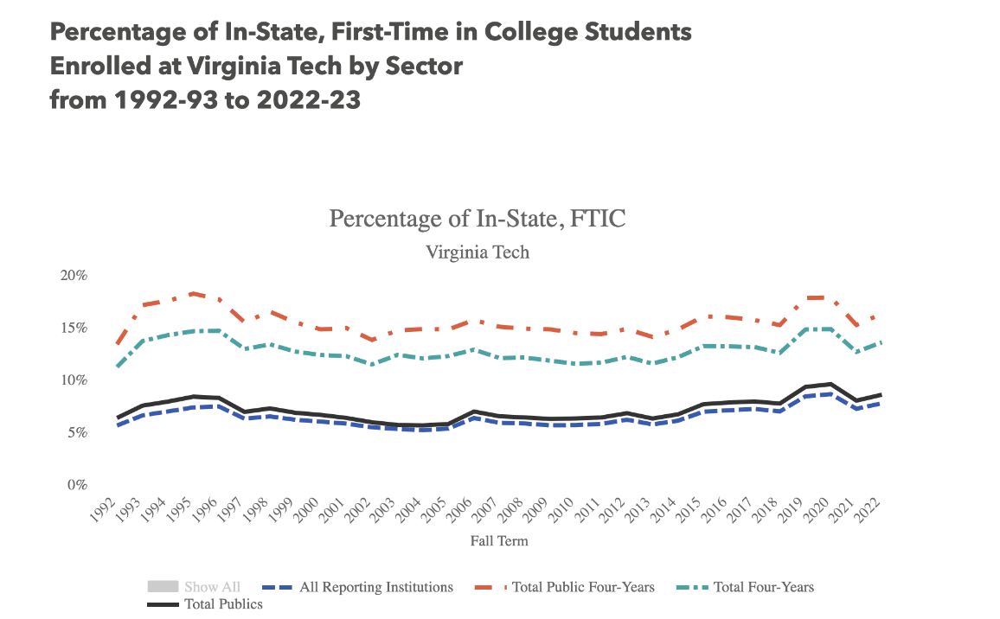 Percentage of In-State, First-Time in College Students
Enrolled at Virginia Tech by Sector
from 1992-93 to 2022-23
Percentage of In-State, FTIC
Virginia Tech
20%
15%
10%
5%
0%
1992 1993 1994 1995 1996 1997 1998 1999 2000 2001 2002 2003 2004 2005 2006 2007 2008 2009 2010 2011 2012 2013 2014 2015 2016 2017 2018 2019 2020 2021 2022
Fall Term
Show All All Reporting Institutions Total Public Four-Years Total Four-Years
Total Publics